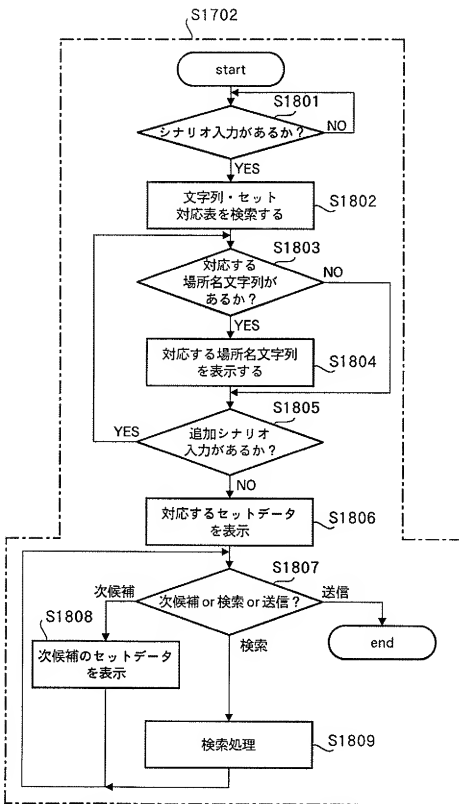 S1702
start
S1801
シナリオ入力があるか?
NO
YES
文字列・セット
対応表を検索する
S1802
S1803
対応する
場所名文字列が
あるか?
NO
YES
対応する場所名文字列
を表示する
S1804
S1805
YES
追加シナリオ
入力があるか?
NO
対応するセットデータ
を表示
S1806
S1807
次候補
次候補or検索or送信?
送信
S1808
end
検索
次候補のセットデータ
を表示
検索処理
S1809